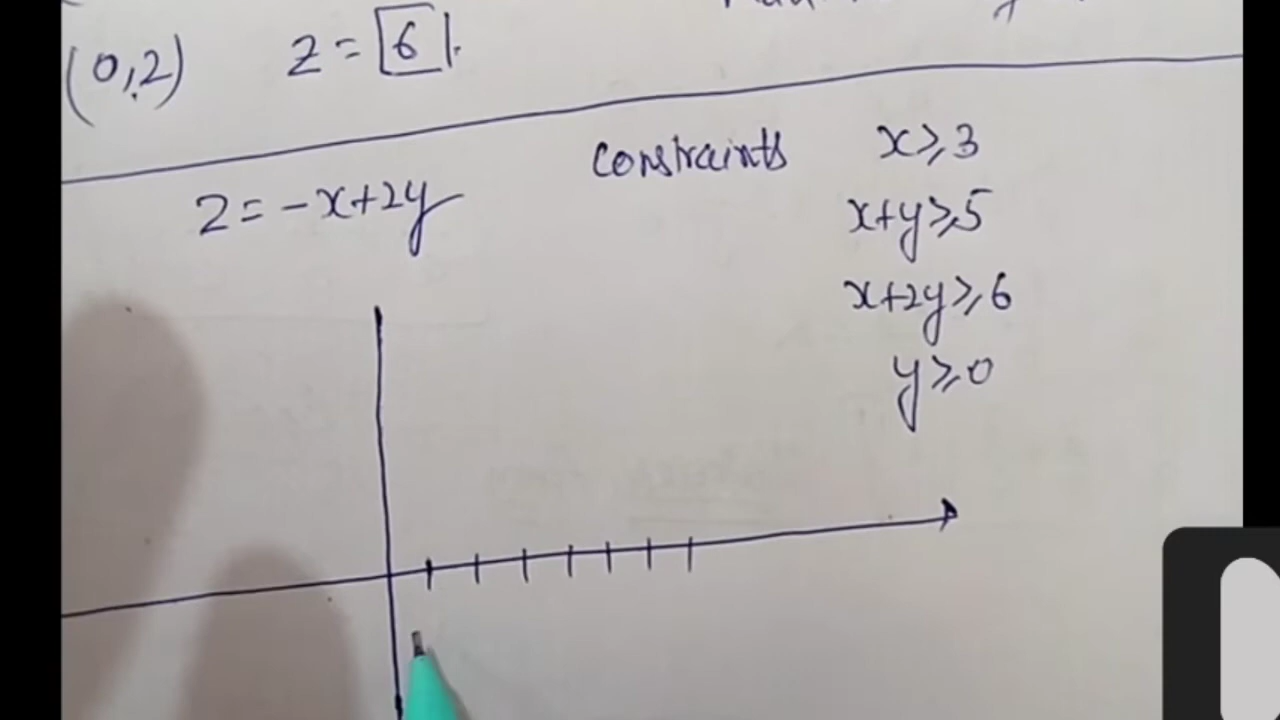 (0,2) Z = 6
Z = -x+2y constraints x≥3
x+y≥5
x+2y≥6
y≥0